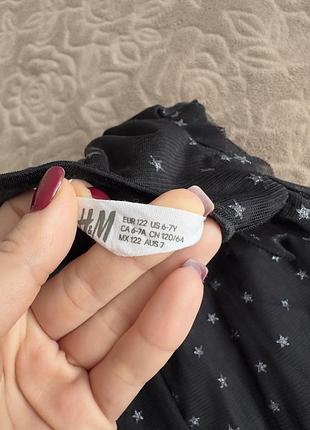 H&M
EUR 122 US 6-7Y
CA 6-7A CN 120/64
MX 122 AUS 7